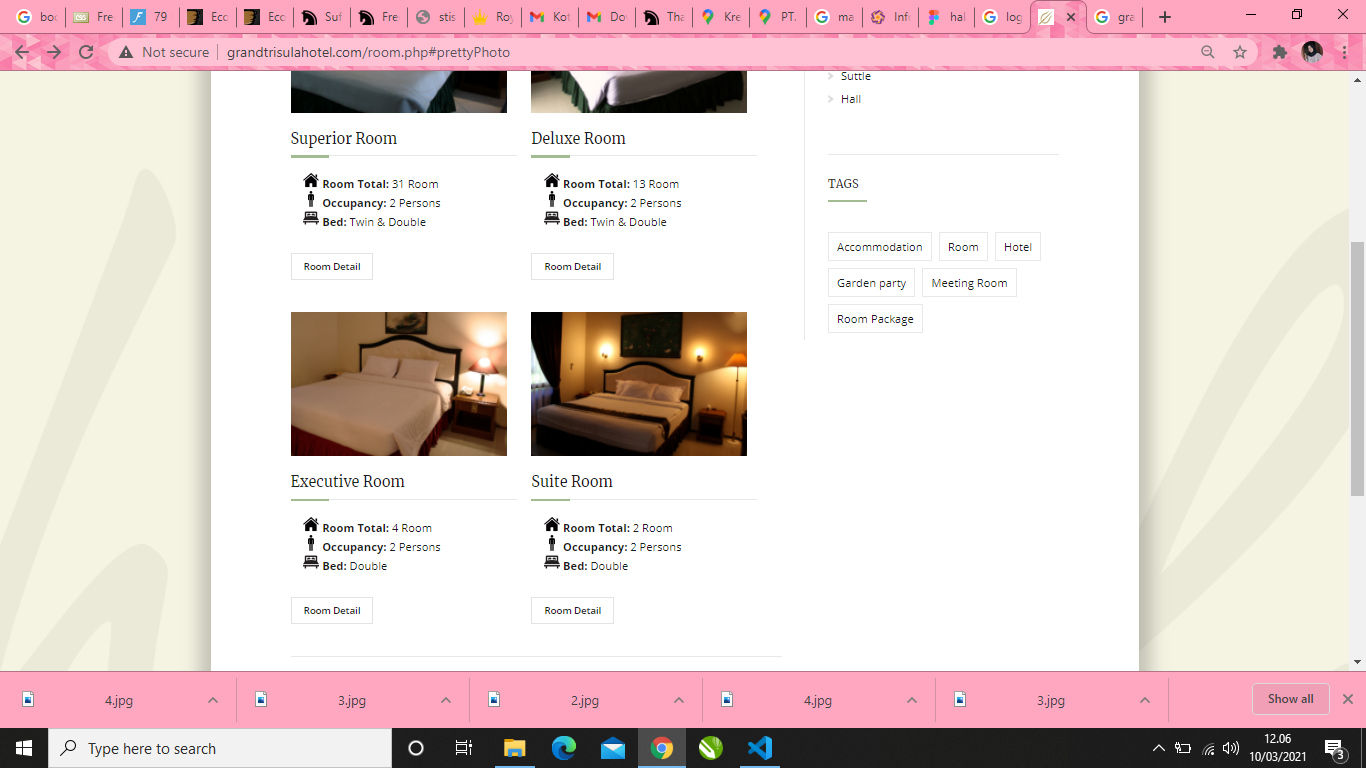 boo
Fre
79
Eco
Eco
Suf
Fre
stis
Roy
Kot
Do
Tha
Kre
PT.
ma
Inf
hal
log
gra
Not secure
grandtrisulahotel.com/room.php#prettyPhoto
Suttle
Hall
Superior Room
Deluxe Room
Room Total: 31 Room
Occupancy: 2 Persons
Bed: Twin & Double
Room Total: 13 Room
Occupancy: 2 Persons
Bed: Twin & Double
Room Detail
Room Detail
TAGS
Accommodation
Room
Hotel
Garden party
Meeting Room
Room Package
Executive Room
Suite Room
Room Total: 4 Room
Occupancy: 2 Persons
Bed: Double
Room Total: 2 Room
Occupancy: 2 Persons
Bed: Double
Room Detail
Room Detail
4.jpg
3.jpg
2.jpg
4.jpg
3.jpg
Show all
Type here to search
12.06
10/03/2021
3